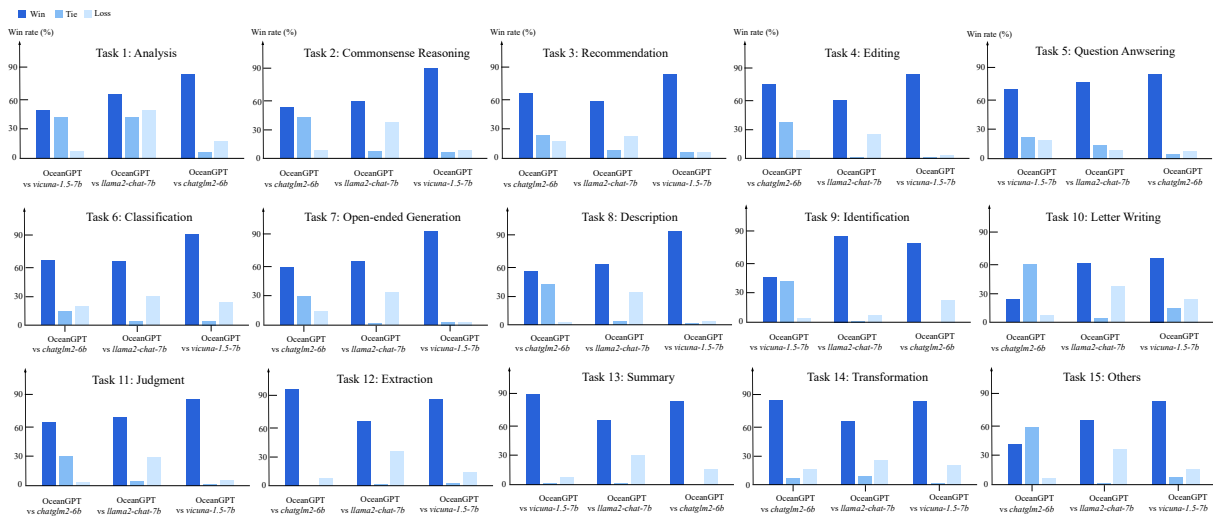 Win Tie Loss
Win rate (%) Win rate (%) Win rate (%) Win rate (%) Win rate (%)
Task 1: Analysis
90
60
30
0
OceanGPT OceanGPT OceanGPT
vs vicuna-1.5-7b vs llama2-chat-7b vs chatglm2-6b
Task 2: Commonsense Reasoning
90
60
30
0
OceanGPT OceanGPT OceanGPT
vs chatglm2-6b vs llama2-chat-7b vs vicuna-1.5-7b
Task 3: Recommendation
90
60
30
0
OceanGPT OceanGPT OceanGPT
vs chatglm2-6b vs llama2-chat-7b vs vicuna-1.5-7b
Task 4: Editing
90
60
30
0
OceanGPT OceanGPT OceanGPT
vs chatglm2-6b vs llama2-chat-7b vs vicuna-1.5-7b
Task 5: Question Anwsering
90
60
30
0
OceanGPT OceanGPT OceanGPT
vs vicuna-1.5-7b vs llama2-chat-7b vs chatglm2-6b
Task 6: Classification
90
60
30
0
OceanGPT OceanGPT OceanGPT
vs chatglm2-6b vs llama2-chat-7b vs vicuna-1.5-7b
Task 7: Open-ended Generation
90
60
30
0
OceanGPT OceanGPT OceanGPT
vs chatglm2-6b vs llama2-chat-7b vs vicuna-1.5-7b
Task 8: Description
90
60
30
0
OceanGPT OceanGPT OceanGPT
vs chatglm2-6b vs llama2-chat-7b vs vicuna-1.5-7b
Task 9: Identification
90
60
30
0
OceanGPT OceanGPT OceanGPT
vs vicuna-1.5-7b vs llama2-chat-7b vs chatglm2-6b
Task 10: Letter Writing
90
60
30
0
OceanGPT OceanGPT OceanGPT
vs chatglm2-6b vs llama2-chat-7b vs vicuna-1.5-7b
Task 11: Judgment
90
60
30
0
OceanGPT OceanGPT OceanGPT
vs chatglm2-6b vs llama2-chat-7b vs vicuna-1.5-7b
Task 12: Extraction
90
60
30
0
OceanGPT OceanGPT OceanGPT
vs chatglm2-6b vs llama2-chat-7b vs vicuna-1.5-7b
Task 13: Summary
90
60
30
0
OceanGPT OceanGPT OceanGPT
vs vicuna-1.5-7b vs llama2-chat-7b vs chatglm2-6b
Task 14: Transformation
90
60
30
0
OceanGPT OceanGPT OceanGPT
vs chatglm2-6b vs llama2-chat-7b vs vicuna-1.5-7b
Task 15: Others
90
60
30
0
OceanGPT OceanGPT OceanGPT
vs chatglm2-6b vs llama2-chat-7b vs vicuna-1.5-7b